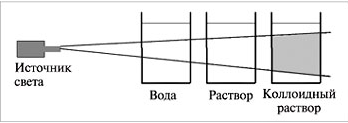 Источник
света
Вода
Раствор
Коллоидный
раствор